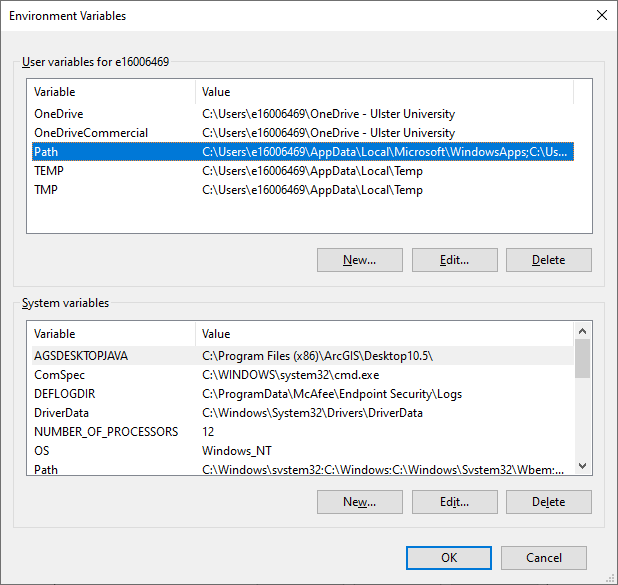 Environment Variables
User variables for e16006469
Variable Value
OneDrive C:\Users\e16006469\OneDrive - Ulster University
OneDriveCommercial C:\Users\e16006469\OneDrive - Ulster University
Path C:\Users\e16006469\AppData\Local\Microsoft\WindowsApps;C:\Us...
TEMP C:\Users\e16006469\AppData\Local\Temp
TMP C:\Users\e16006469\AppData\Local\Temp
New... Edit... Delete
System variables
Variable Value
AGSDESKTOPJAVA C:\Program Files (x86)\ArcGIS\Desktop10.5\
ComSpec C:\WINDOWS\system32\cmd.exe
DEFLOGDIR C:\ProgramData\McAfee\Endpoint Security\Logs
DriverData C:\Windows\System32\Drivers\DriverData
NUMBER_OF_PROCESSORS 12
OS Windows_NT
Path C:\Windows\system32;C:\Windows;C:\Windows\System32\Wbem;...
New... Edit... Delete
OK Cancel